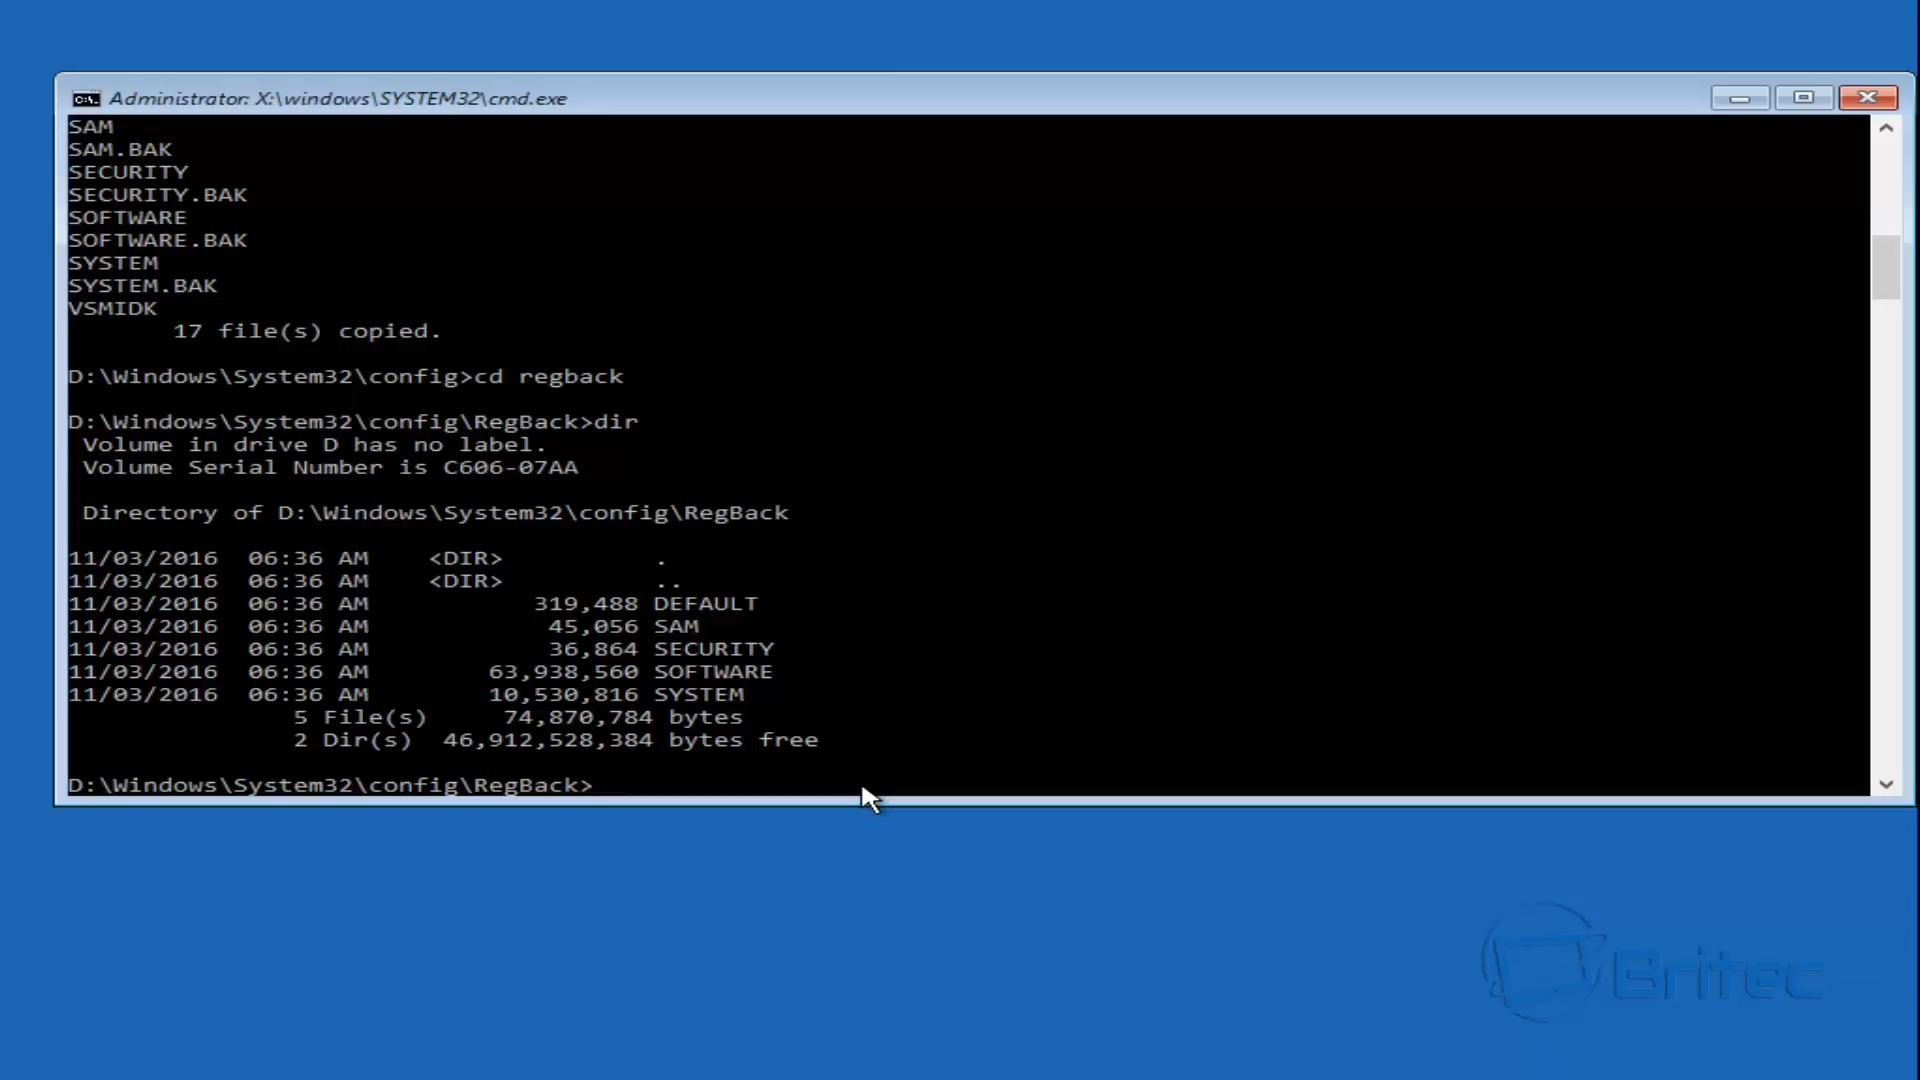 Administrator: X:\windows\SYSTEM32\cmd.exe
SAM
SAM.BAK
SECURITY
SECURITY.BAK
SOFTWARE
SOFTWARE.BAK
SYSTEM
SYSTEM.BAK
VSMIDK
17 file(s) copied.
D:\Windows\System32\config>cd regback
D:\Windows\System32\config\RegBack>dir
Volume in drive D has no label.
Volume Serial Number is C606-07AA
Directory of D:\Windows\System32\config\RegBack
11/03/2016  06:36 AM    <DIR>          .
11/03/2016  06:36 AM    <DIR>          ..
11/03/2016  06:36 AM           319,488 DEFAULT
11/03/2016  06:36 AM            45,056 SAM
11/03/2016  06:36 AM            36,864 SECURITY
11/03/2016  06:36 AM        63,938,560 SOFTWARE
11/03/2016  06:36 AM        10,530,816 SYSTEM
5 File(s)     74,870,784 bytes
2 Dir(s)  46,912,528,384 bytes free
D:\Windows\System32\config\RegBack>
Britec